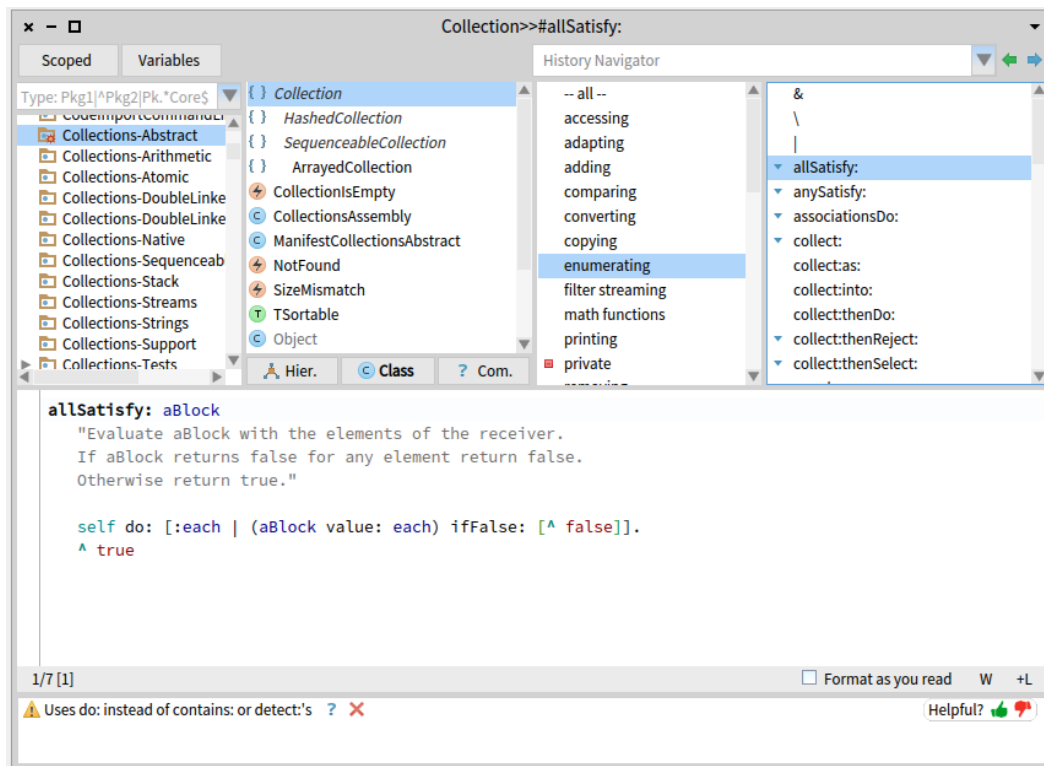 Collection>>#allSatisfy:
Scoped
Variables
History Navigator
Type: Pkg1|^Pkg2|Pk.*Core$
CodeImportCommandLi
Collections-Abstract
Collections-Arithmetic
Collections-Atomic
Collections-DoubleLinke
Collections-DoubleLinke
Collections-Native
Collections-Sequenceab
Collections-Stack
Collections-Streams
Collections-Strings
Collections-Support
Collections-Tests
{ } Collection
{ } HashedCollection
{ } SequenceableCollection
{ } ArrayedCollection
CollectionIsEmpty
C CollectionsAssembly
C ManifestCollectionsAbstract
NotFound
SizeMismatch
T TSortable
C Object
Hier.
C Class
? Com.
-- all --
accessing
adapting
adding
comparing
converting
copying
enumerating
filter streaming
math functions
printing
private
removing
&
\
|
allSatisfy:
anySatisfy:
associationsDo:
collect:
collect:as:
collect:into:
collect:thenDo:
collect:thenReject:
collect:thenSelect:
allSatisfy: aBlock
"Evaluate aBlock with the elements of the receiver.
If aBlock returns false for any element return false.
Otherwise return true."
self do: [:each | (aBlock value: each) ifFalse: [^ false]].
^ true
1/7 [1]
Format as you read W +L
Uses do: instead of contains: or detect:'s ?
Helpful?